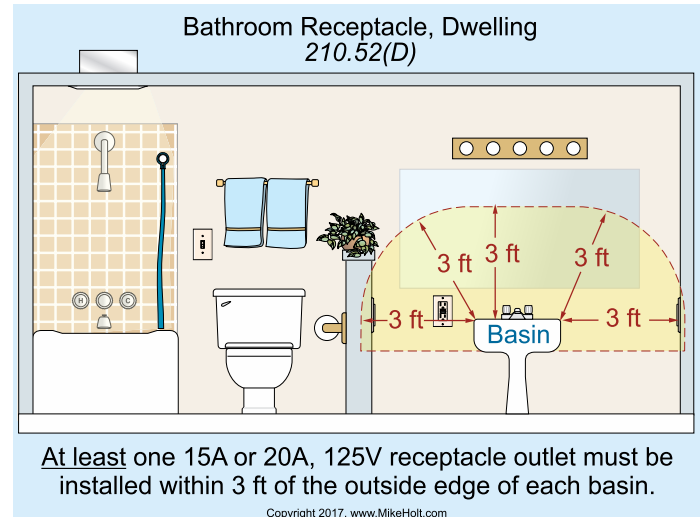 Bathroom Receptacle, Dwelling
210.52(D)
3 ft
3 ft
3 ft
H
C
3 ft
3 ft
Basin
At least one 15A or 20A, 125V receptacle outlet must be
installed within 3 ft of the outside edge of each basin.
Copyright 2017, www.MikeHolt.com